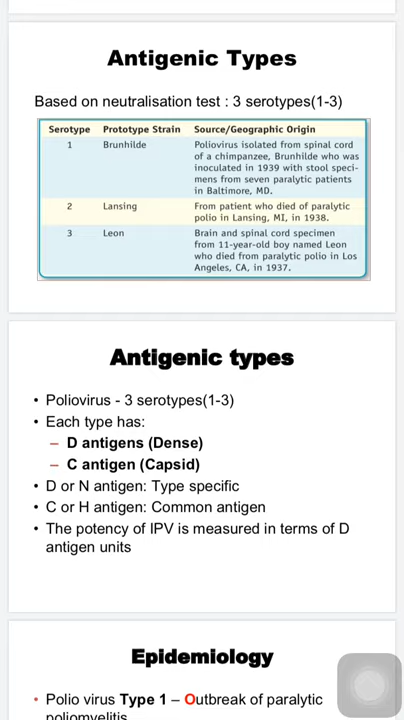 Antigenic Types
Based on neutralisation test : 3 serotypes(1-3)
Serotype Prototype Strain Source/Geographic Origin
1 Brunhilde Poliovirus isolated from spinal cord
of a chimpanzee, Brunhilde who was
inoculated in 1939 with stool speci-
mens from seven paralytic patients
in Baltimore, MD.
2 Lansing From patient who died of paralytic
polio in Lansing, MI, in 1938.
3 Leon Brain and spinal cord specimen
from 11-year-old boy named Leon
who died from paralytic polio in Los
Angeles, CA, in 1937.
Antigenic types
• Poliovirus - 3 serotypes(1-3)
• Each type has:
– D antigens (Dense)
– C antigen (Capsid)
• D or N antigen: Type specific
• C or H antigen: Common antigen
• The potency of IPV is measured in terms of D
antigen units
Epidemiology
• Polio virus Type 1 – Outbreak of paralytic
poliomyelitis